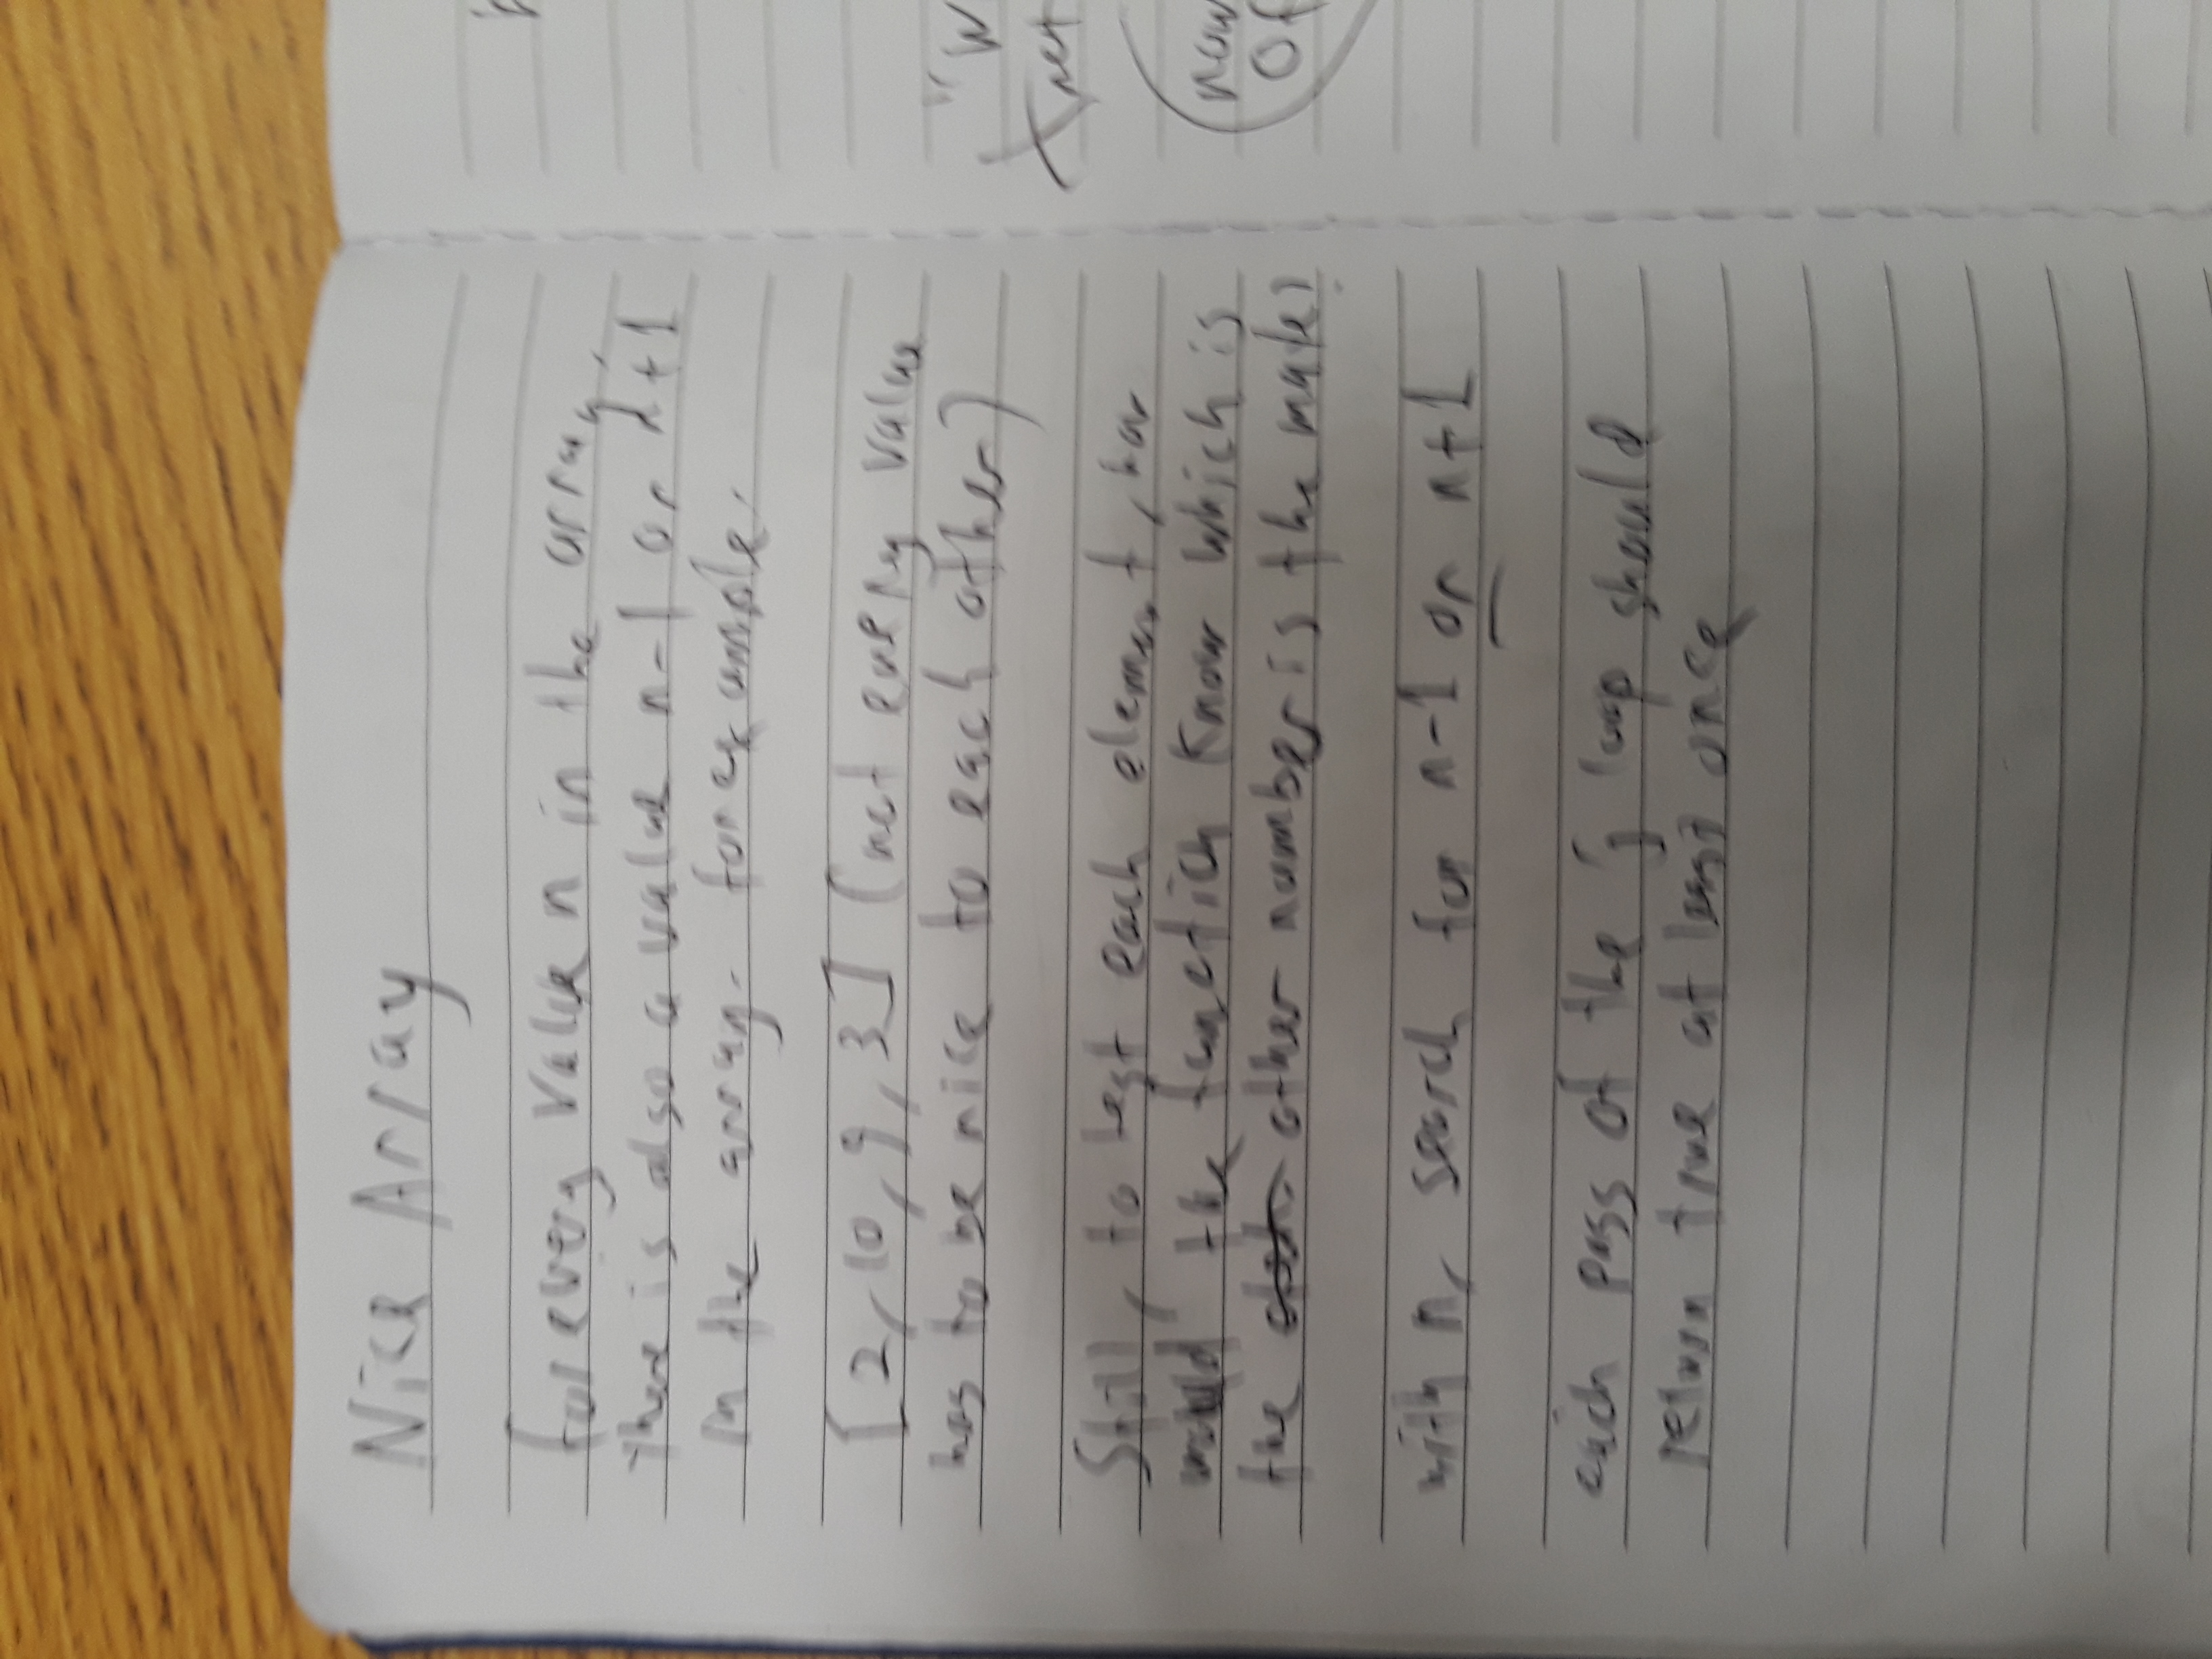 Nice Array
for every value n in the array,
there is also a value n-1 or n+1
in the array. for example.
[2, 10, 9, 3] (not every value
has to be nice to each other)
Still, to test each element, how
would the function know which is
the other number is the mate?
with n, search for n-1 or n+1
each pass of the j loop should
return true at least once
"W
now
Of